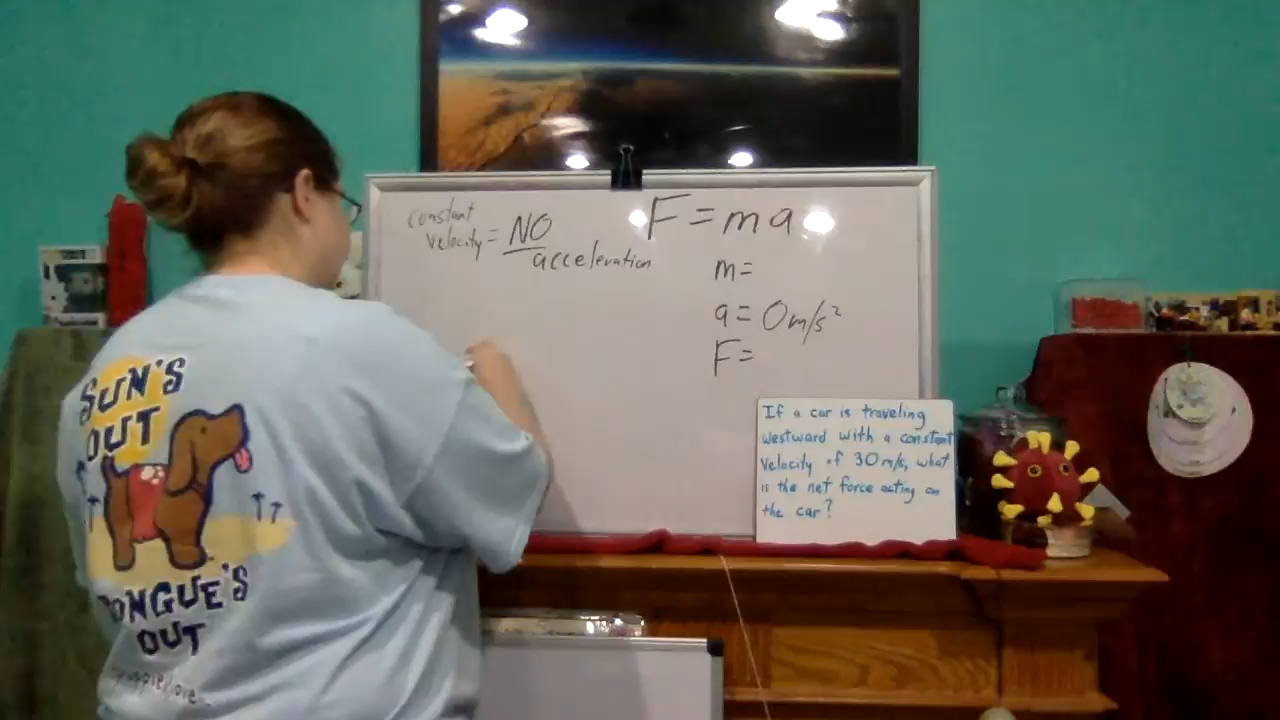 constant
velocity = NO
acceleration
F = ma
m =
a = 0 m/s²
F =
If a car is traveling
westward with a constant
velocity of 30 m/s, what
is the net force acting on
the car?
SUN'S
OUT
TONGUE'S
OUT